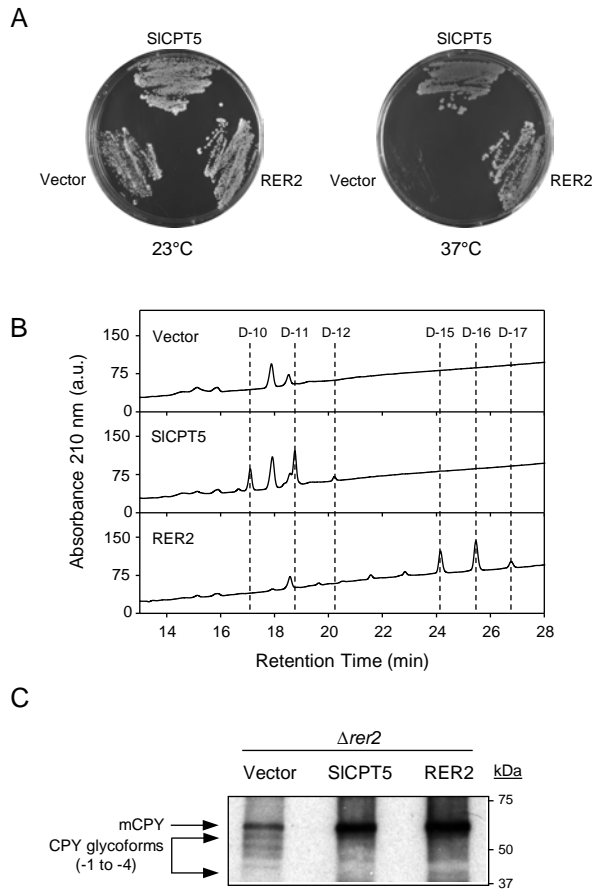 A
SlCPT5
SlCPT5
Vector
RER2
Vector
RER2
23°C
37°C
B
Absorbance 210 nm (a.u.)
150
75
0
Vector
D-10
D-11
D-12
D-15
D-16
D-17
150
75
0
SlCPT5
150
75
0
RER2
14
16
18
20
22
24
26
28
Retention Time (min)
C
Δrer2
Vector
SlCPT5
RER2
kDa
mCPY
CPY glycoforms
(-1 to -4)
75
50
37